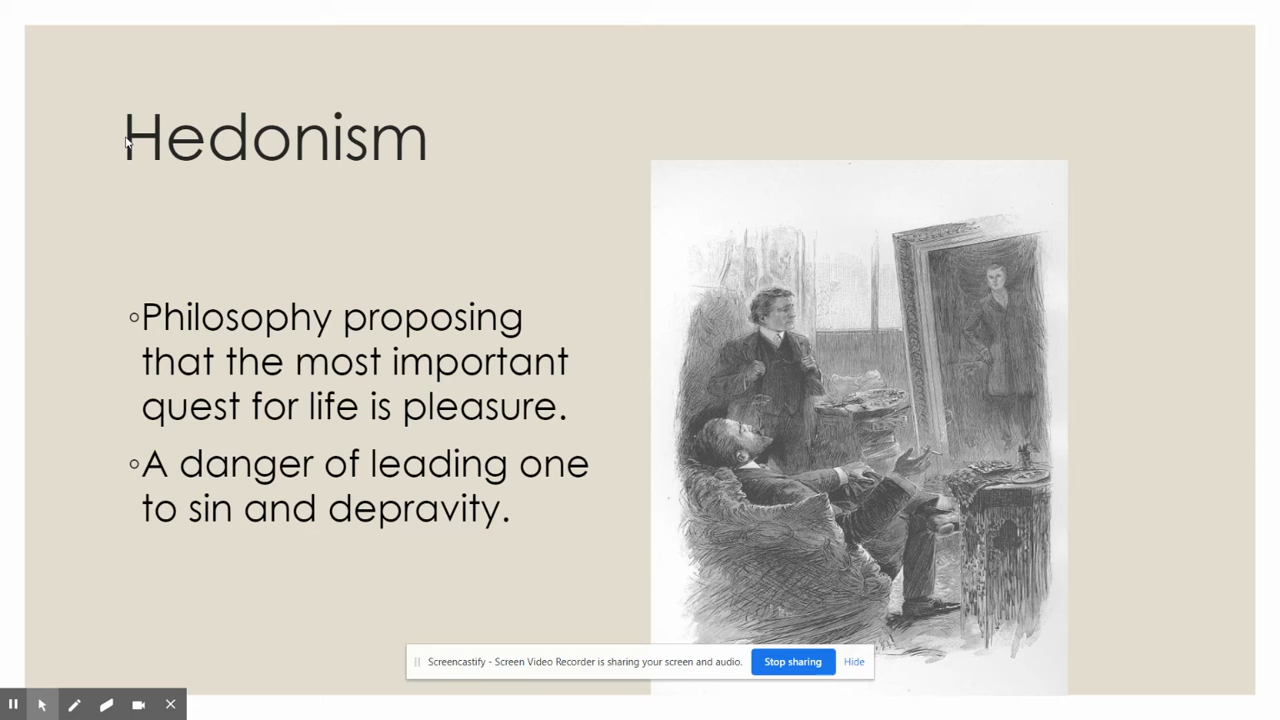 Hedonism
◦Philosophy proposing
that the most important
quest for life is pleasure.
◦A danger of leading one
to sin and depravity.
Screencastify - Screen Video Recorder is sharing your screen and audio. Stop sharing Hide